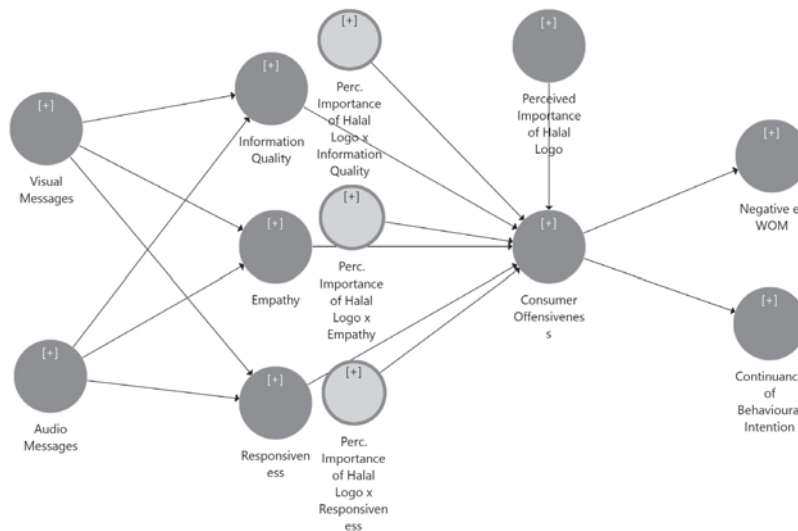 [+]
Visual
Messages
[+]
Audio
Messages
[+]
Information
Quality
[+]
Empathy
[+]
Responsiven
ess
[+]
Perc.
Importance
of Halal
Logo x
Information
Quality
[+]
Perc.
Importance
of Halal
Logo x
Empathy
[+]
Perc.
Importance
of Halal
Logo x
Responsiven
ess
[+]
Perceived
Importance
of Halal
Logo
[+]
Consumer
Offensivenes
s
[+]
Negative e
WOM
[+]
Continuanc
of
Behavioura
Intention